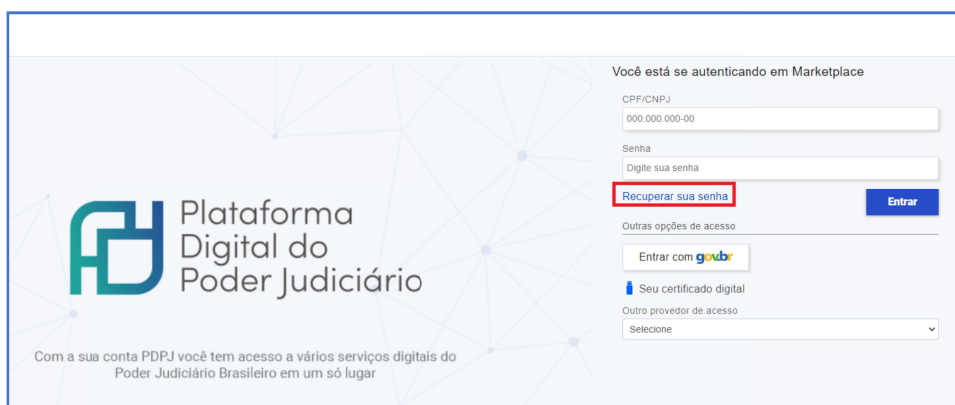 Você está se autenticando em Marketplace
CPF/CNPJ
000.000.000-00
Senha
Digite sua senha
Recuperar sua senha
Entrar
Outras opções de acesso
Entrar com gov.br
Seu certificado digital
Outro provedor de acesso
Selecione
Plataforma
Digital do
Poder Judiciário
Com a sua conta PDPJ você tem acesso a vários serviços digitais do
Poder Judiciário Brasileiro em um só lugar